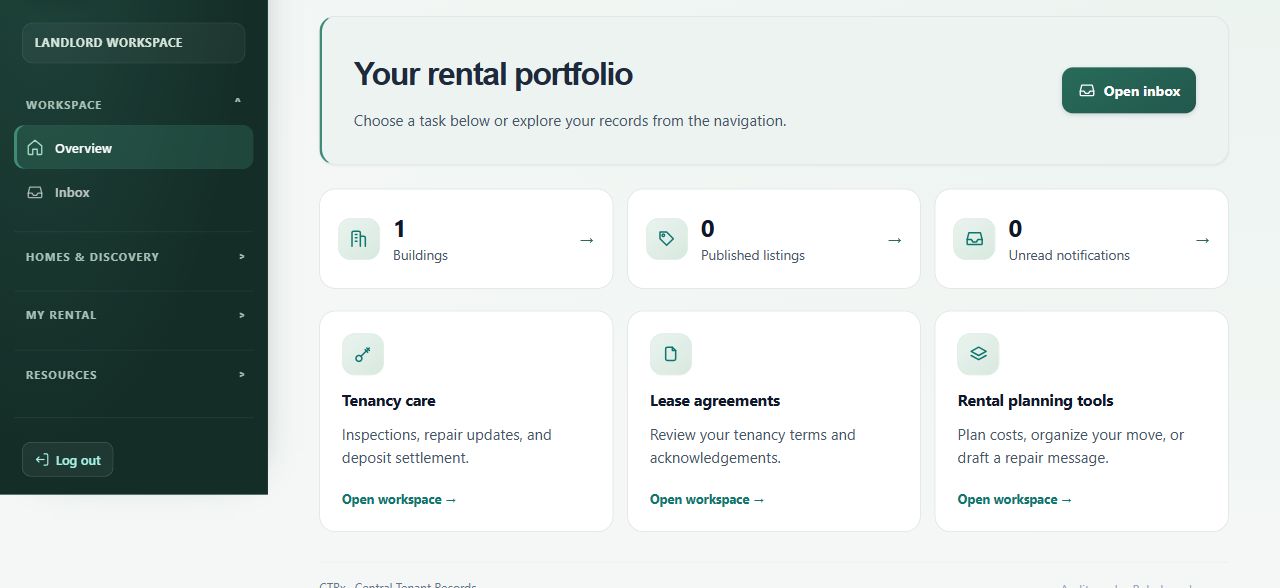 LANDLORD WORKSPACE
WORKSPACE
Overview
Inbox
HOMES & DISCOVERY
MY RENTAL
RESOURCES
Log out
Your rental portfolio
Choose a task below or explore your records from the navigation.
Open inbox
1
Buildings
→
0
Published listings
→
0
Unread notifications
→
Tenancy care
Inspections, repair updates, and
deposit settlement.
Open workspace →
Lease agreements
Review your tenancy terms and
acknowledgements.
Open workspace →
Rental planning tools
Plan costs, organize your move, or
draft a repair message.
Open workspace →
Central Tenant Records